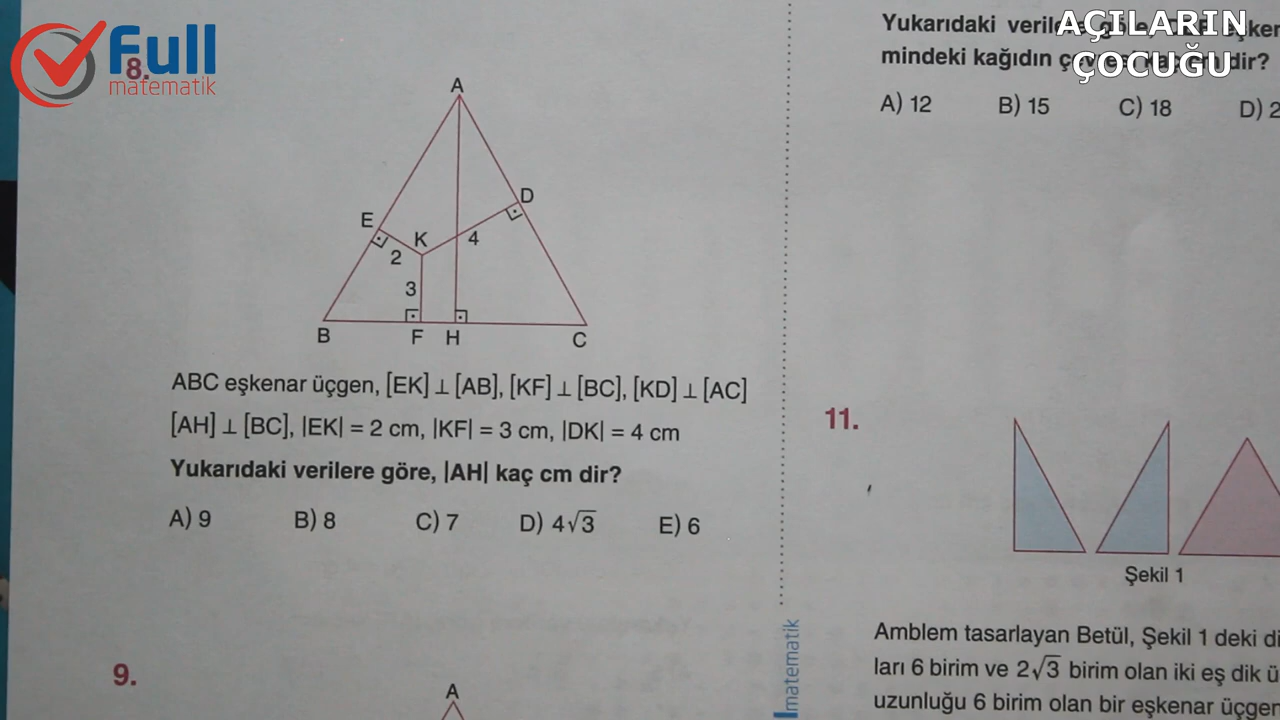 Full
matematik
AÇILARIN
ÇOCUĞU
8.
A
E
D
K
4
2
3
B
F
H
C
ABC eşkenar üçgen, [EK] ⊥ [AB], [KF] ⊥ [BC], [KD] ⊥ [AC]
[AH] ⊥ [BC], |EK| = 2 cm, |KF| = 3 cm, |DK| = 4 cm
Yukarıdaki verilere göre, |AH| kaç cm dir?
A) 9 B) 8 C) 7 D) 4√3 E) 6
9.
A
matematik
Yukarıdaki
mindeki kağıdın dir?
A) 12 B) 15 C) 18 D) 2
11.
Şekil 1
Amblem tasarlayan Betül, Şekil 1 deki di
ları 6 birim ve 2√3 birim olan iki eş dik ü
uzunluğu 6 birim olan bir eşkenar üçgen